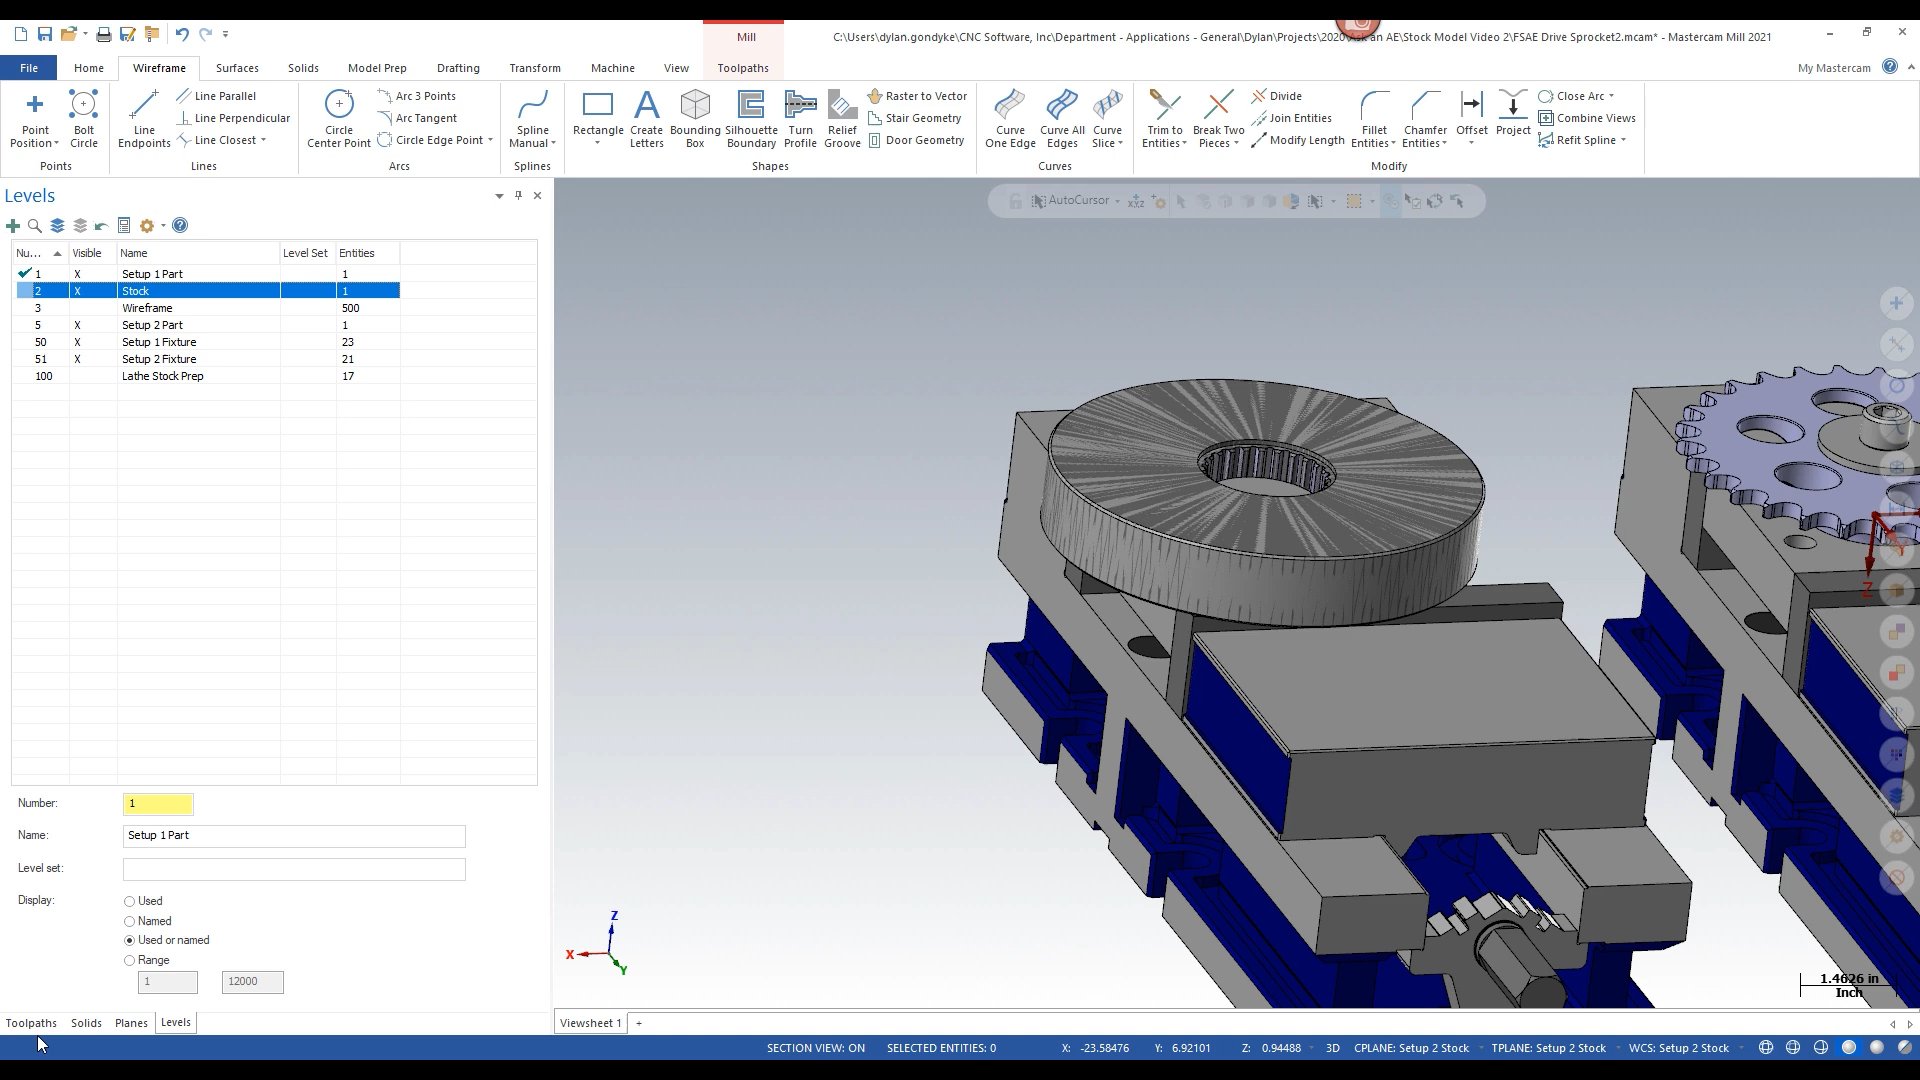 Mill
C:\Users\dylan.gondyke\CNC Software, Inc\Department - Applications - General\Dylan\Projects\2020\Ask an AE\Stock Model Video 2\FSAE Drive Sprocket2.mcam* - Mastercam Mill 2021
File Home Wireframe Surfaces Solids Model Prep Drafting Transform Machine View Toolpaths My Mastercam
Point Position
Bolt Circle
Points
Line Endpoints
Line Parallel
Line Perpendicular
Line Closest
Lines
Circle Center Point
Arc 3 Points
Arc Tangent
Circle Edge Point
Arcs
Spline Manual
Splines
Rectangle
Create Letters
Bounding Box
Silhouette Boundary
Turn Profile
Relief Groove
Raster to Vector
Stair Geometry
Door Geometry
Shapes
Curve One Edge
Curve All Edges
Curve Slice
Curves
Trim to Entities
Break Two Pieces
Divide
Join Entities
Modify Length
Fillet Entities
Chamfer Entities
Offset
Project
Close Arc
Combine Views
Refit Spline
Modify
Levels
AutoCursor
Nu... Visible Name Level Set Entities
1 X Setup 1 Part 1
2 X Stock 1
3 Wireframe 500
5 X Setup 2 Part 1
50 X Setup 1 Fixture 23
51 X Setup 2 Fixture 21
100 Lathe Stock Prep 17
Number: 1
Name: Setup 1 Part
Level set:
Display: Used
Named
Used or named
Range
1 12000
Z
X
Y
Z
1.4626 in
Inch
Toolpaths Solids Planes Levels
Viewsheet 1 +
SECTION VIEW: ON SELECTED ENTITIES: 0 X: -23.58476 Y: 6.92101 Z: 0.94488 3D CPLANE: Setup 2 Stock TPLANE: Setup 2 Stock WCS: Setup 2 Stock